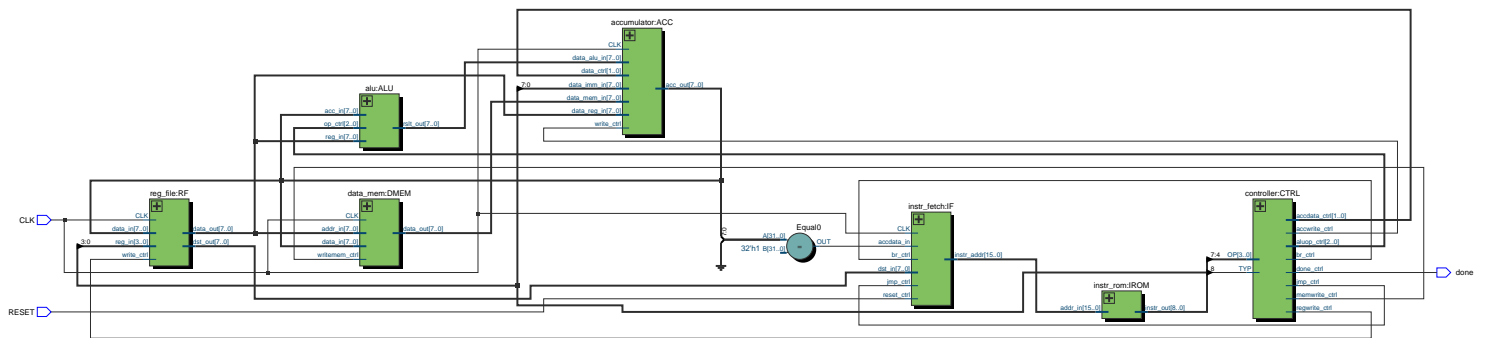 accumulator:ACC
CLK
data_alu_in[7..0]
data_ctrl[1..0]
7:0
data_imm_in[7..0]
data_mem_in[7..0]
data_reg_in[7..0]
write_ctrl
acc_out[7..0]
alu:ALU
acc_in[7..0]
op_ctrl[2..0]
reg_in[7..0]
rslt_out[7..0]
reg_file:RF
CLK
CLK
data_in[7..0]
3:0
reg_in[3..0]
write_ctrl
data_out[7..0]
dst_out[7..0]
data_mem:DMEM
CLK
addr_in[7..0]
data_in[7..0]
writemem_ctrl
data_out[7..0]
7:0
Equal0
A[31..0]
32'h1 B[31..0]
=
OUT
instr_fetch:IF
CLK
accdata_in
br_ctrl
dst_in[7..0]
jmp_ctrl
reset_ctrl
instr_addr[15..0]
instr_rom:IROM
addr_in[15..0]
instr_out[8..0]
controller:CTRL
7:4
OP[3..0]
8
TYP
accdata_ctrl[1..0]
accwrite_ctrl
aluop_ctrl[2..0]
br_ctrl
done_ctrl
jmp_ctrl
memwrite_ctrl
regwrite_ctrl
done
RESET